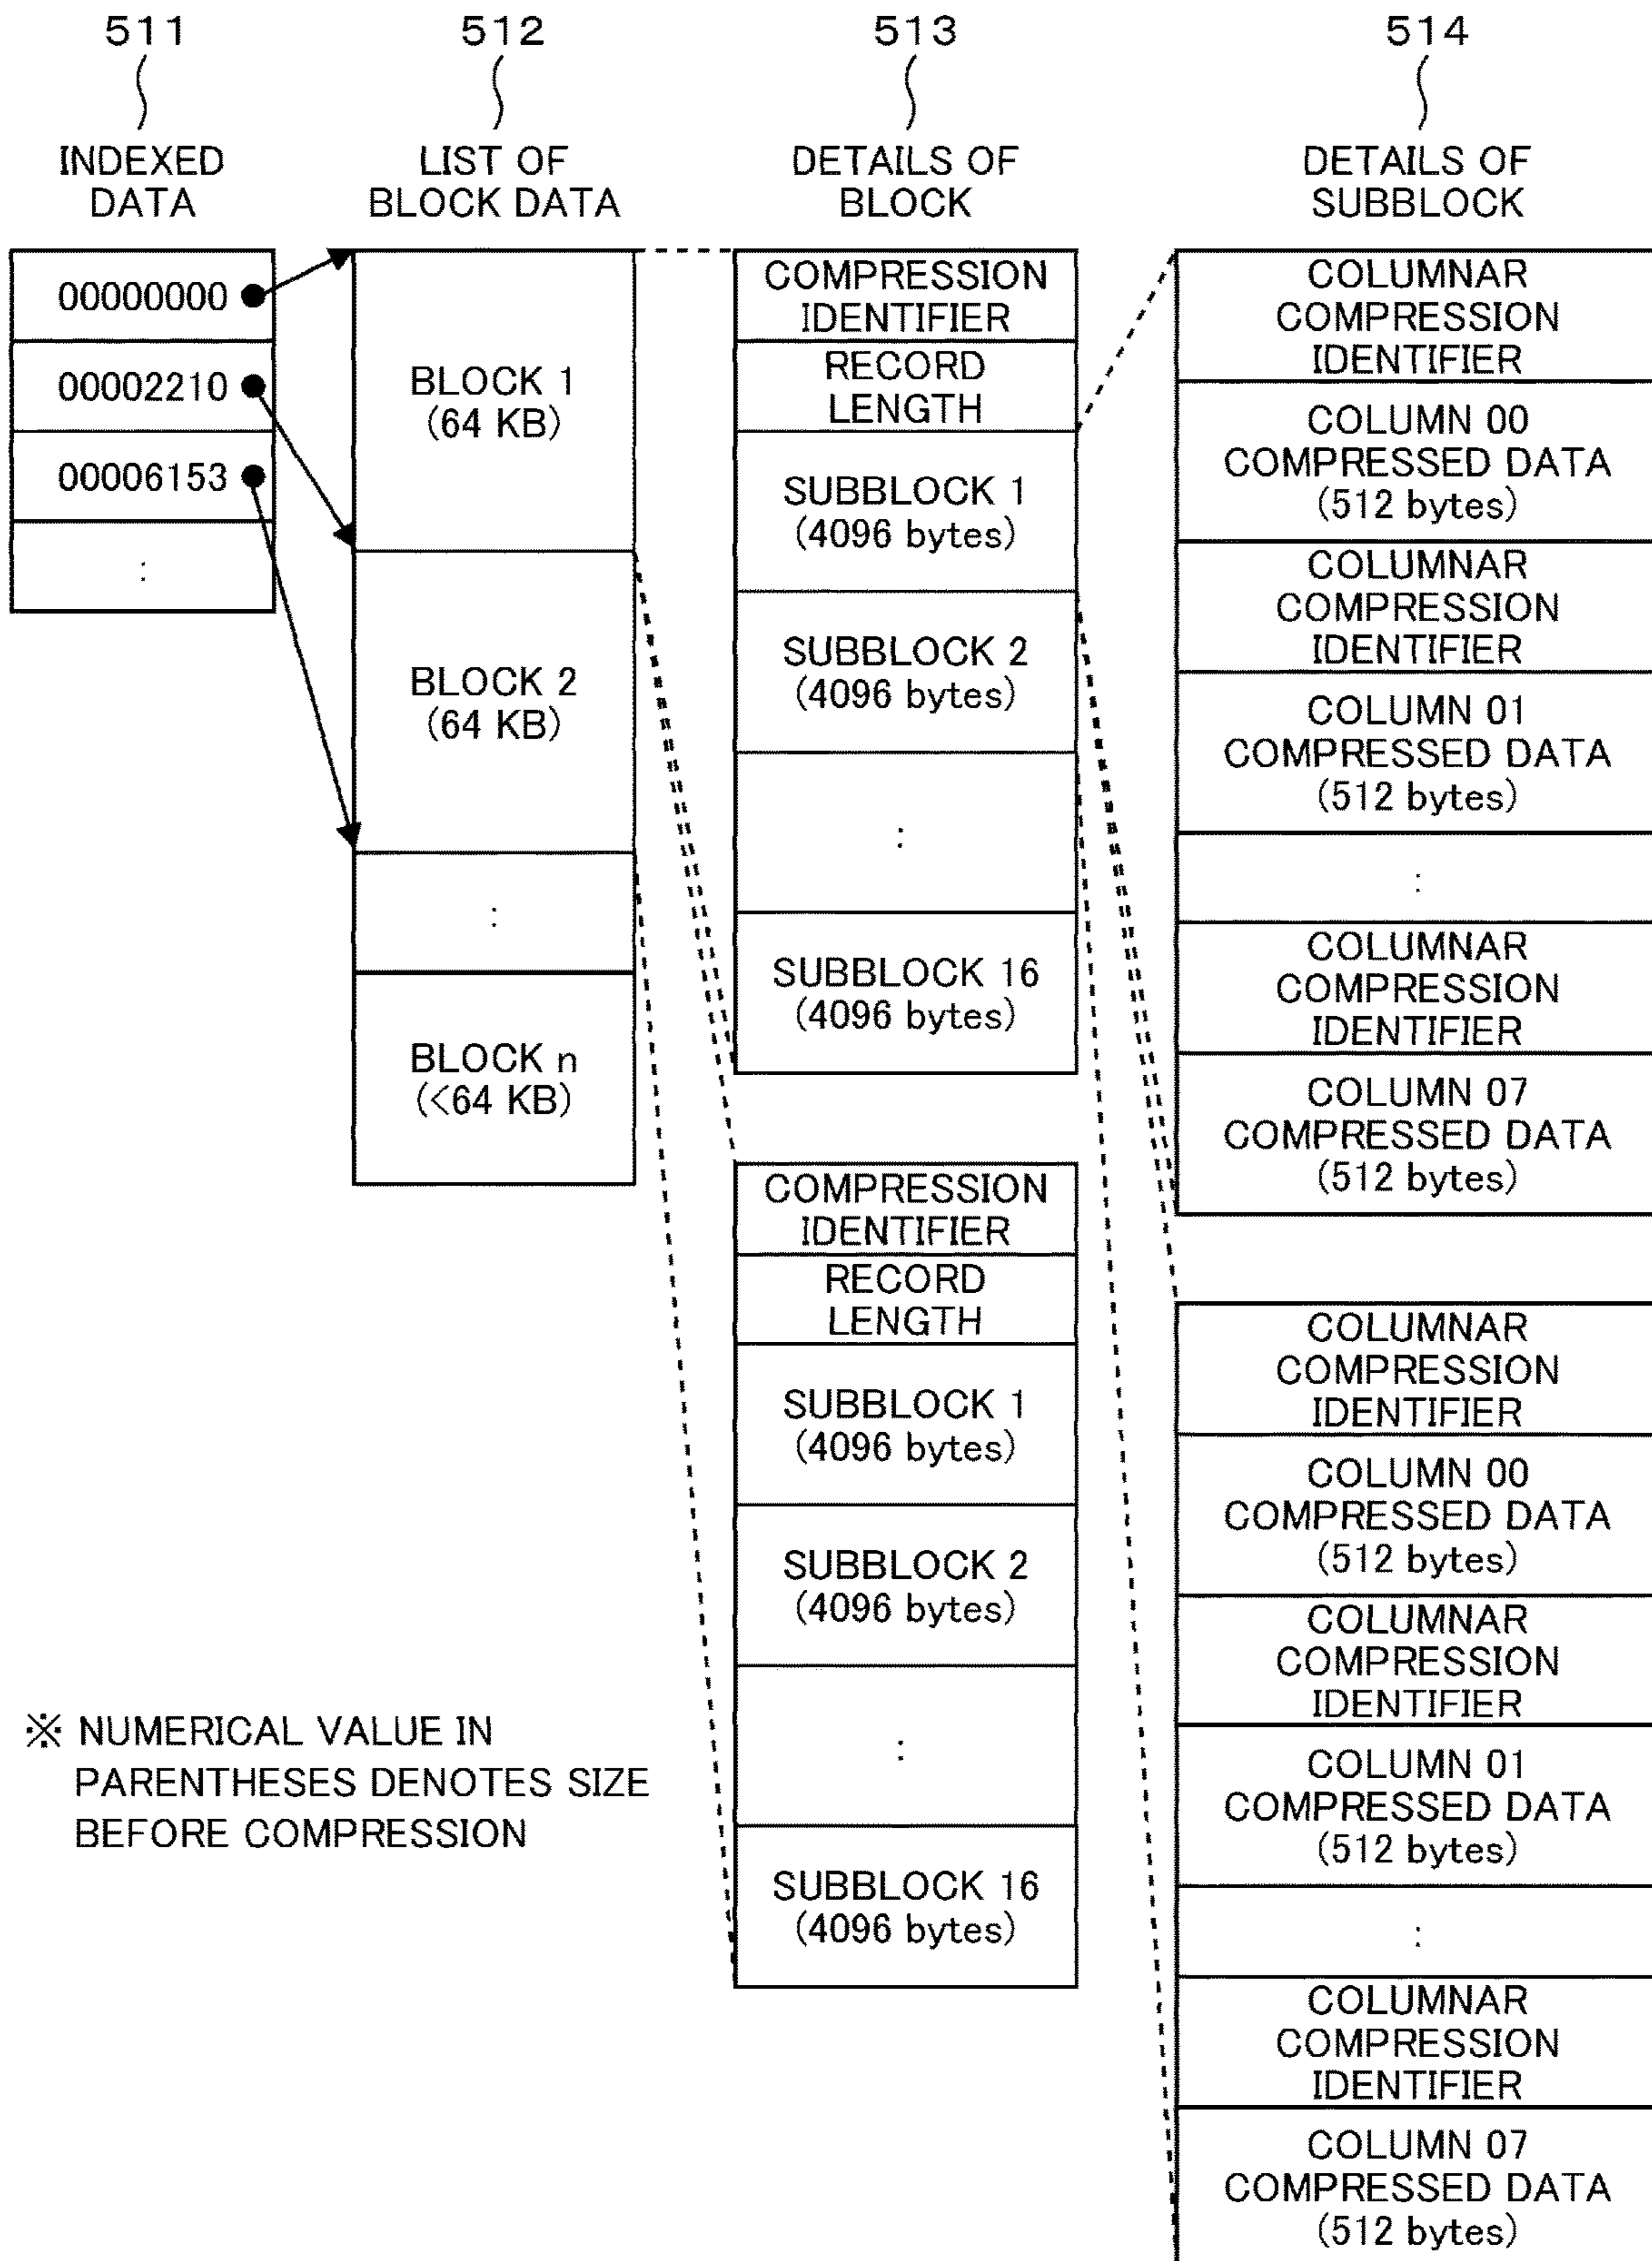 511
512
513
514
INDEXED
DATA
LIST OF
BLOCK DATA
DETAILS OF
BLOCK
DETAILS OF
SUBBLOCK
00000000
00002210
00006153
:
BLOCK 1
(64 KB)
BLOCK 2
(64 KB)
:
BLOCK n
(<64 KB)
COMPRESSION
IDENTIFIER
RECORD
LENGTH
SUBBLOCK 1
(4096 bytes)
SUBBLOCK 2
(4096 bytes)
:
SUBBLOCK 16
(4096 bytes)
COMPRESSION
IDENTIFIER
RECORD
LENGTH
SUBBLOCK 1
(4096 bytes)
SUBBLOCK 2
(4096 bytes)
:
SUBBLOCK 16
(4096 bytes)
COLUMNAR
COMPRESSION
IDENTIFIER
COLUMN 00
COMPRESSED DATA
(512 bytes)
COLUMNAR
COMPRESSION
IDENTIFIER
COLUMN 01
COMPRESSED DATA
(512 bytes)
:
COLUMNAR
COMPRESSION
IDENTIFIER
COLUMN 07
COMPRESSED DATA
(512 bytes)
COLUMNAR
COMPRESSION
IDENTIFIER
COLUMN 00
COMPRESSED DATA
(512 bytes)
COLUMNAR
COMPRESSION
IDENTIFIER
COLUMN 01
COMPRESSED DATA
(512 bytes)
:
COLUMNAR
COMPRESSION
IDENTIFIER
COLUMN 07
COMPRESSED DATA
(512 bytes)
※ NUMERICAL VALUE IN
PARENTHESES DENOTES SIZE
BEFORE COMPRESSION